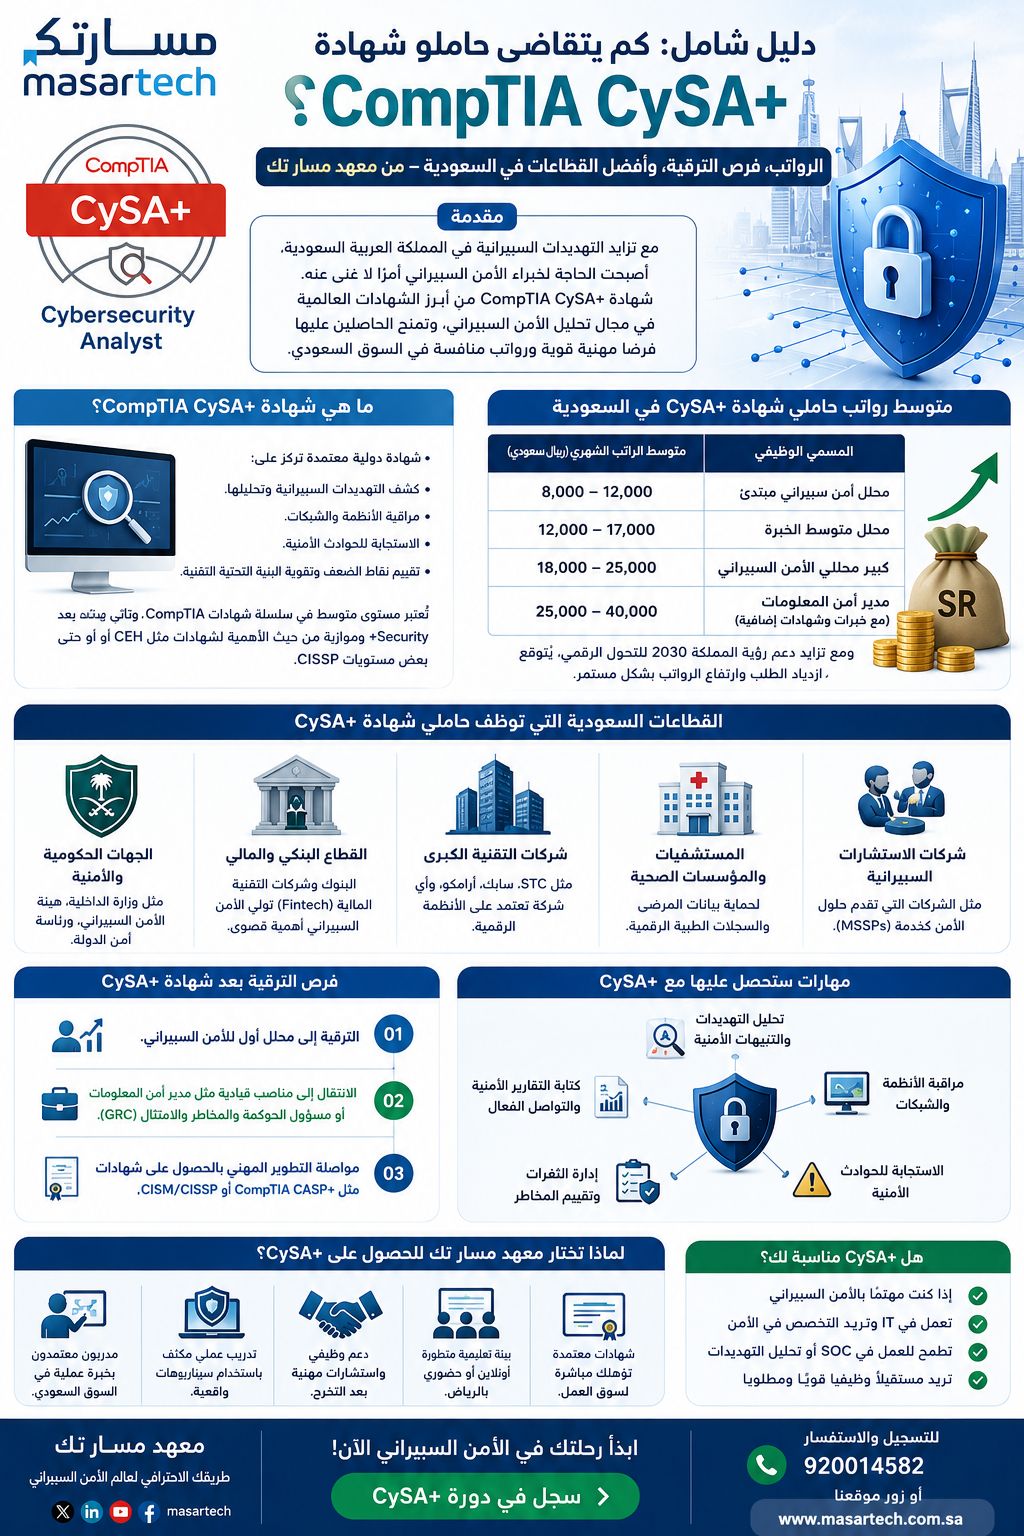 مسارتك
masartech
دليل شامل: كم يتقاضى حاملو شهادة
CompTIA CySA+؟
الرواتب، فرص الترقية، وأفضل القطاعات في السعودية – من معهد مسار تك
CompTIA
CySA+
Cybersecurity
Analyst
مقدمة
مع تزايد التهديدات السيبرانية في المملكة العربية السعودية،
أصبحت الحاجة لخبراء الأمن السيبراني أمرًا لا غنى عنه.
شهادة CompTIA CySA+ من أبرز الشهادات العالمية
في مجال تحليل الأمن السيبراني، وتمنح الحاصلين عليها
فرصا مهنية قوية ورواتب منافسة في السوق السعودي.
متوسط رواتب حاملي شهادة CySA+ في السعودية
المسمى الوظيفي
متوسط الراتب الشهري (ريال سعودي)
محلل أمن سيبراني مبتدئ
8,000 – 12,000
محلل متوسط الخبرة
12,000 – 17,000
كبير محللي الأمن السيبراني
18,000 – 25,000
مدير أمن المعلومات
(مع خبرات وشهادات إضافية)
25,000 – 40,000
SR
ومع تزايد دعم رؤية المملكة 2030 للتحول الرقمي، يُتوقع
ازدياد الطلب وارتفاع الرواتب بشكل مستمر.
ما هي شهادة CompTIA CySA+؟
• شهادة دولية معتمدة تركز على:
• كشف التهديدات السيبرانية وتحليلها.
• مراقبة الأنظمة والشبكات.
• الاستجابة للحوادث الأمنية.
• تقييم نقاط الضعف وتقوية البنية التحتية التقنية.
تُعتبر مستوى متوسط في سلسلة شهادات CompTIA، وتأتي بعد
Security+ وموازية من حيث الأهمية لشهادات مثل CEH أو أو حتى
بعض مستويات CISSP.
القطاعات السعودية التي توظف حاملي شهادة CySA+
شركات الاستشارات
السيبرانية
مثل الشركات التي تقدم حلول
الأمن كخدمة (MSSPs).
المستشفيات
والمؤسسات الصحية
لحماية بيانات المرضى
والسجلات الطبية الرقمية.
شركات التقنية الكبرى
مثل STC، سابك، أرامكو، وأي
شركة تعتمد على الأنظمة
الرقمية.
القطاع البنكي والمالي
البنوك وشركات التقنية
المالية (Fintech) تولي الأمن
السيبراني أهمية قصوى.
الجهات الحكومية
والأمنية
مثل وزارة الداخلية، هيئة
الأمن السيبراني، ورئاسة
أمن الدولة.
مهارات ستحصل عليها مع CySA+
تحليل التهديدات
والتنبيهات الأمنية
مراقبة الأنظمة
والشبكات
كتابة التقارير الأمنية
والتواصل الفعال
الاستجابة للحوادث
الأمنية
إدارة الثغرات
وتقييم المخاطر
فرص الترقية بعد شهادة CySA+
01
الترقية إلى محلل أول للأمن السيبراني.
02
الانتقال إلى مناصب قيادية مثل مدير أمن المعلومات
أو مسؤول الحوكمة والمخاطر والامتثال (GRC).
03
مواصلة التطوير المهني بالحصول على شهادات
مثل CompTIA CASP+ أو CISM/CISSP.
هل CySA+ مناسبة لك؟
إذا كنت مهتمًا بالأمن السيبراني
تعمل في IT وتريد التخصص في الأمن
تطمح للعمل في SOC أو تحليل التهديدات
تريد مستقبلاً وظيفيا قويًا ومطلوبا
لماذا تختار معهد مسار تك للحصول على CySA+؟
شهادات معتمدة
تؤهلك مباشرة
لسوق العمل.
بيئة تعليمية متطورة
أونلاين أو حضوري
بالرياض.
دعم وظيفي
واستشارات مهنية
بعد التخرج.
تدريب عملي مكثف
باستخدام سيناريوهات
واقعية.
مدربون معتمدون
بخبرة عملية في
السوق السعودي.
للتسجيل والاستفسار
920014582
أو زور موقعنا
www.masartech.com.sa
ابدأ رحلتك في الأمن السيبراني الآن!
سجل في دورة CySA+
معهد مسار تك
طريقك الاحترافي لعالم الأمن السيبراني
masartech